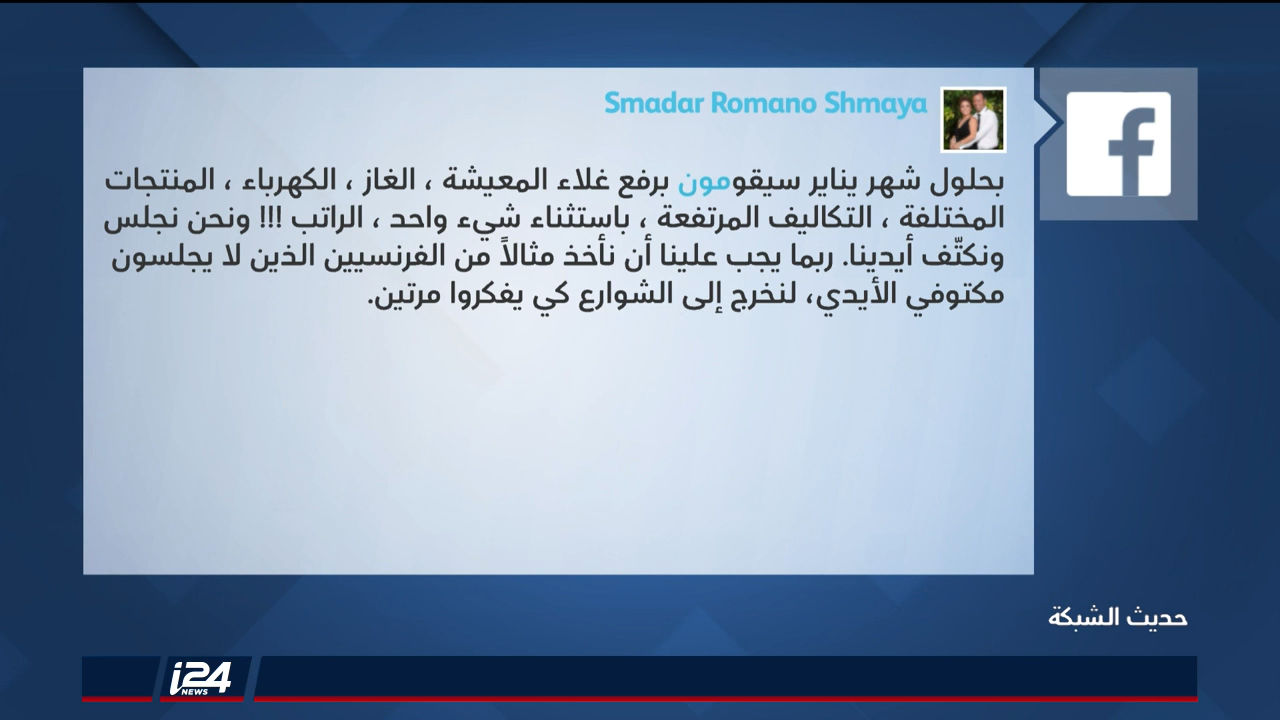 Smadar Romano Shmaya
بحلول شهر يناير سيقومون برفع غلاء المعيشة ، الغاز ، الكهرباء ، المنتجات
المختلفة ، التكاليف المرتفعة ، باستثناء شيء واحد ، الراتب !!! ونحن نجلس
ونكتّف أيدينا. ربما يجب علينا أن نأخذ مثالاً من الفرنسيين الذين لا يجلسون
مكتوفي الأيدي، لنخرج إلى الشوارع كي يفكروا مرتين.
f
حديث الشبكة
i24
NEWS